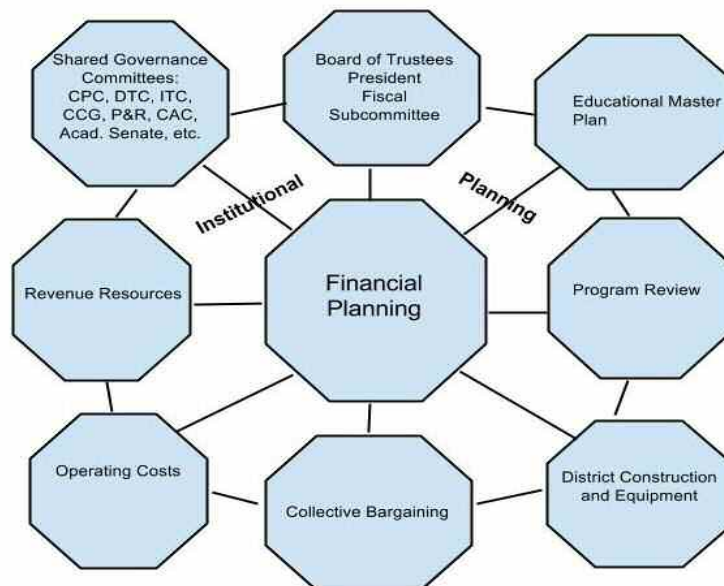 Shared Governance
Committees:
CPC, DTC, ITC,
CCG, P&R, CAC,
Acad. Senate, etc.
Board of Trustees
President
Fiscal
Subcommittee
Educational Master
Plan
Institutional
Planning
Revenue Resources
Financial
Planning
Program Review
Operating Costs
Collective Bargaining
District Construction
and Equipment